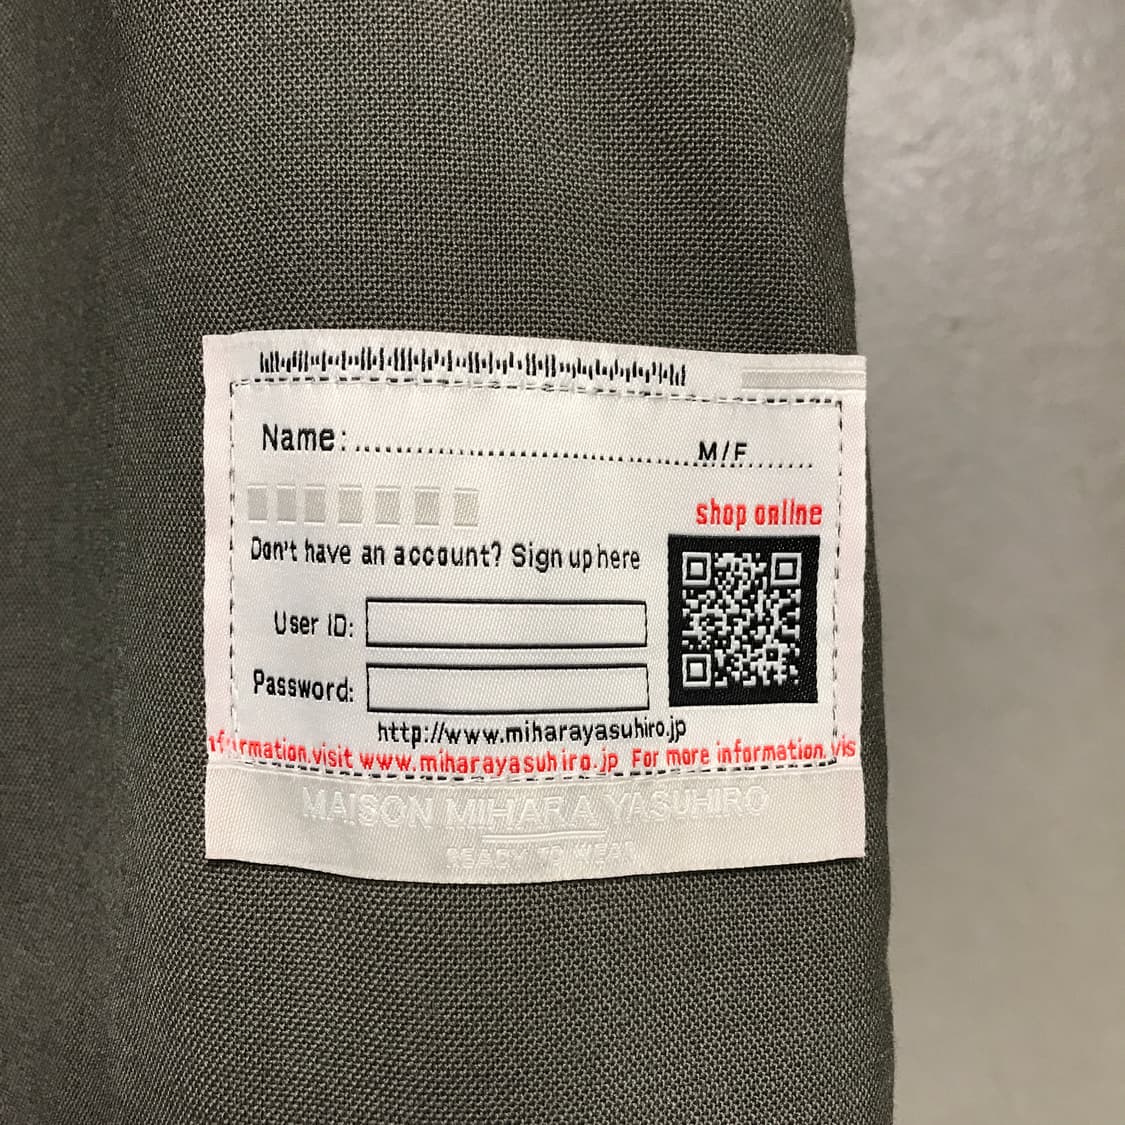 Name:
M/F
shop online
Don't have an account? Sign up here
User ID:
Password:
http://www.miharayasuhiro.jp
nformation.visit www.miharayasuhiro.jp For more information.vis
MAISON MIHARA YASUHIRO
READY TO WEAR